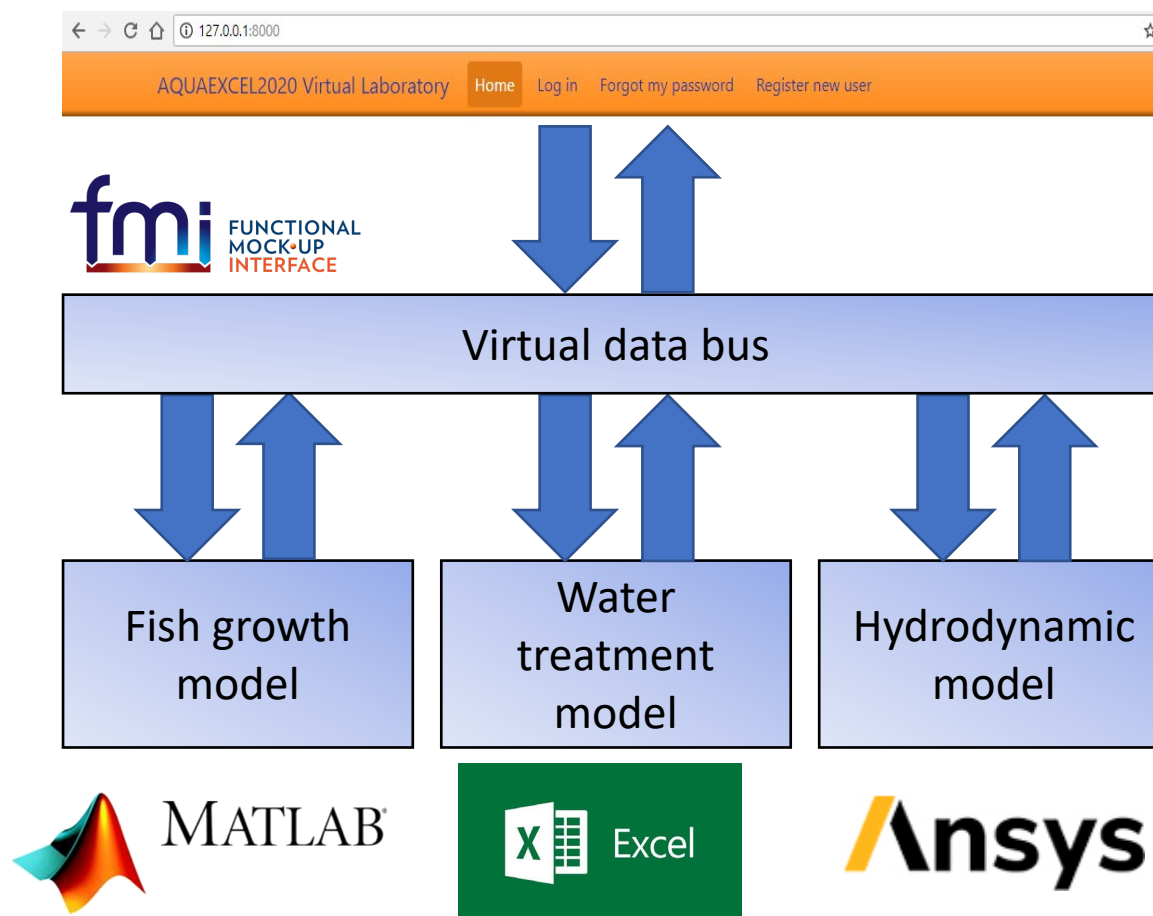 127.0.0.1:8000
AQUAEXCEL2020 Virtual Laboratory Home Log in Forgot my password Register new user
fmi FUNCTIONAL
MOCK-UP
INTERFACE
Virtual data bus
Fish growth
model
Water
treatment
model
Hydrodynamic
model
MATLAB®
X Excel
Ansys